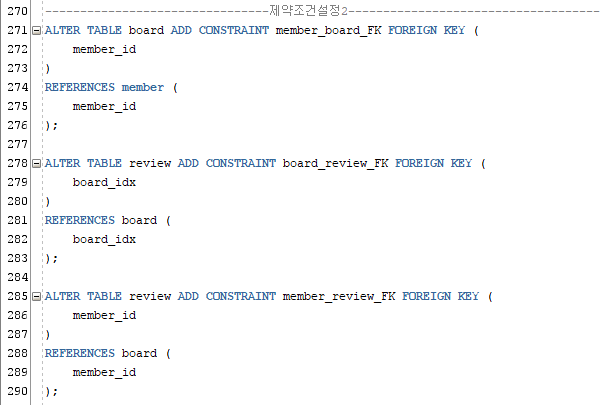 270 --------------------------------제약조건설정2------------------------------------
271 ALTER TABLE board ADD CONSTRAINT member_board_FK FOREIGN KEY (
272     member_id
273 )
274 REFERENCES member (
275     member_id
276 );
277
278 ALTER TABLE review ADD CONSTRAINT board_review_FK FOREIGN KEY (
279     board_idx
280 )
281 REFERENCES board (
282     board_idx
283 );
284
285 ALTER TABLE review ADD CONSTRAINT member_review_FK FOREIGN KEY (
286     member_id
287 )
288 REFERENCES board (
289     member_id
290 );